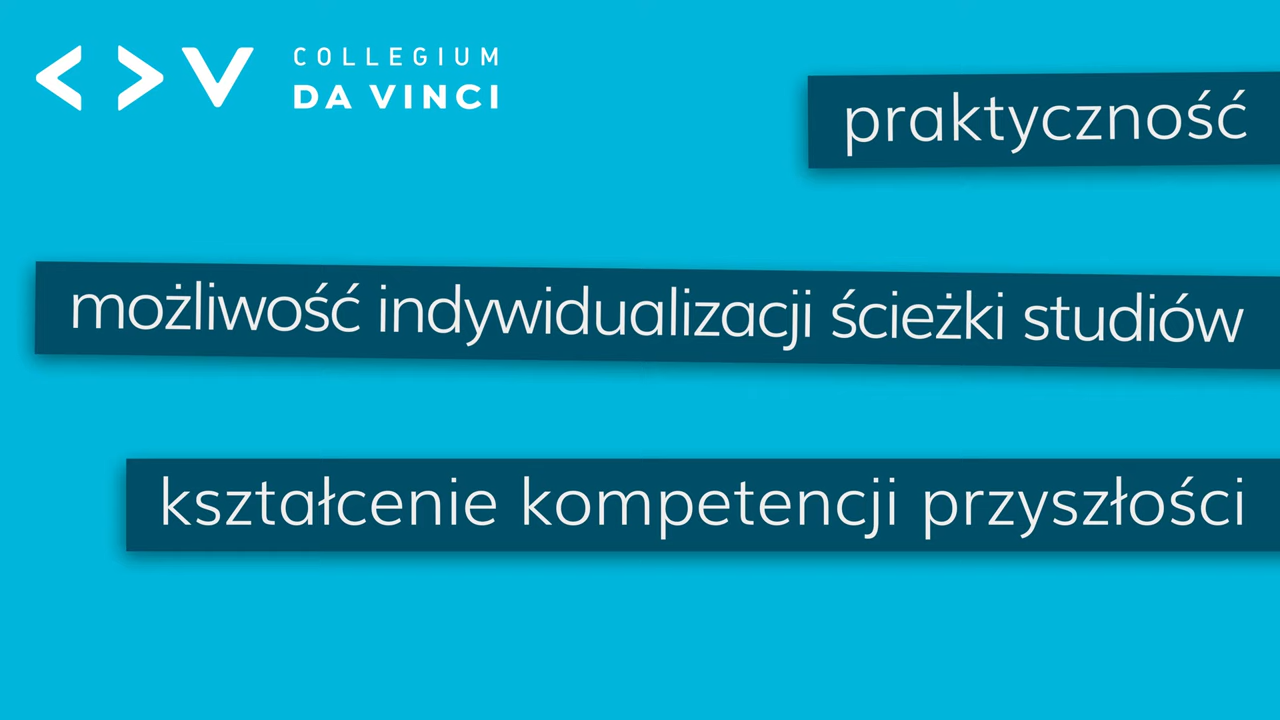 COLLEGIUM
DA VINCI
praktyczność
możliwość indywidualizacji ścieżki studiów
kształcenie kompetencji przyszłości